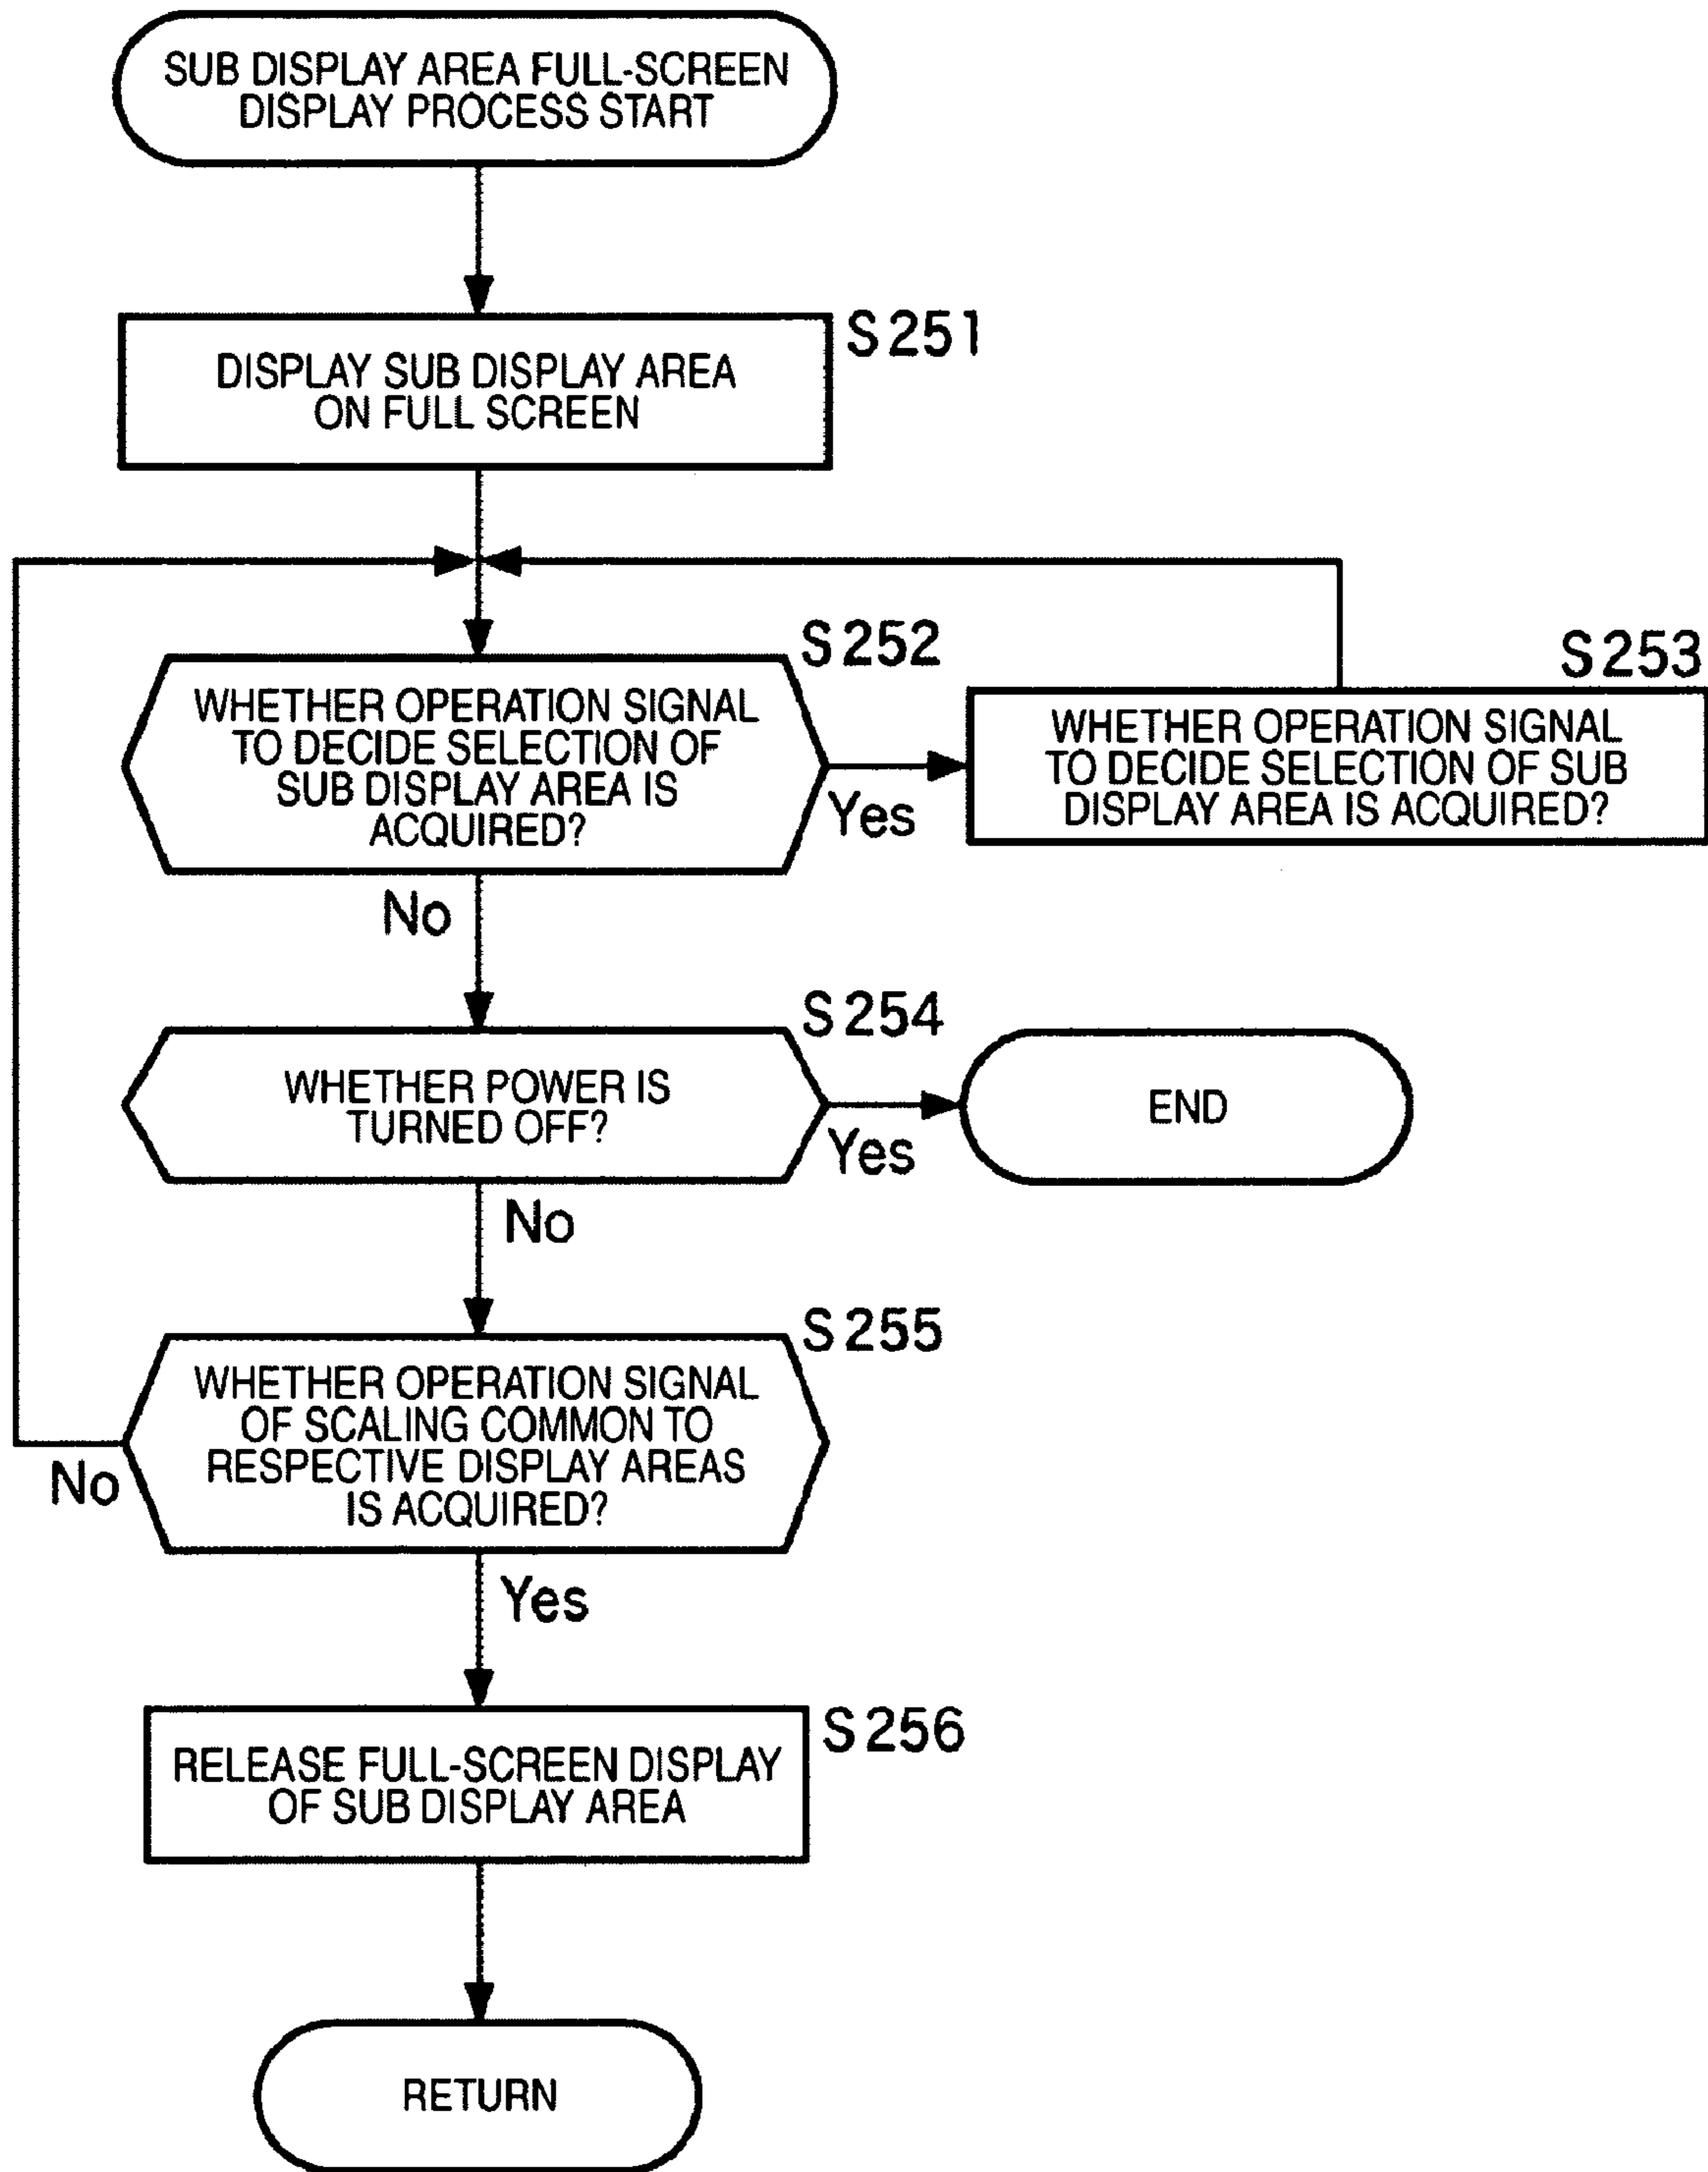 SUB DISPLAY AREA FULL-SCREEN
DISPLAY PROCESS START
S251
DISPLAY SUB DISPLAY AREA
ON FULL SCREEN
S252
WHETHER OPERATION SIGNAL
TO DECIDE SELECTION OF
SUB DISPLAY AREA IS
ACQUIRED?
Yes
S253
WHETHER OPERATION SIGNAL
TO DECIDE SELECTION OF SUB
DISPLAY AREA IS ACQUIRED?
No
S254
WHETHER POWER IS
TURNED OFF?
Yes
END
No
S255
WHETHER OPERATION SIGNAL
OF SCALING COMMON TO
RESPECTIVE DISPLAY AREAS
IS ACQUIRED?
No
Yes
S256
RELEASE FULL-SCREEN DISPLAY
OF SUB DISPLAY AREA
RETURN